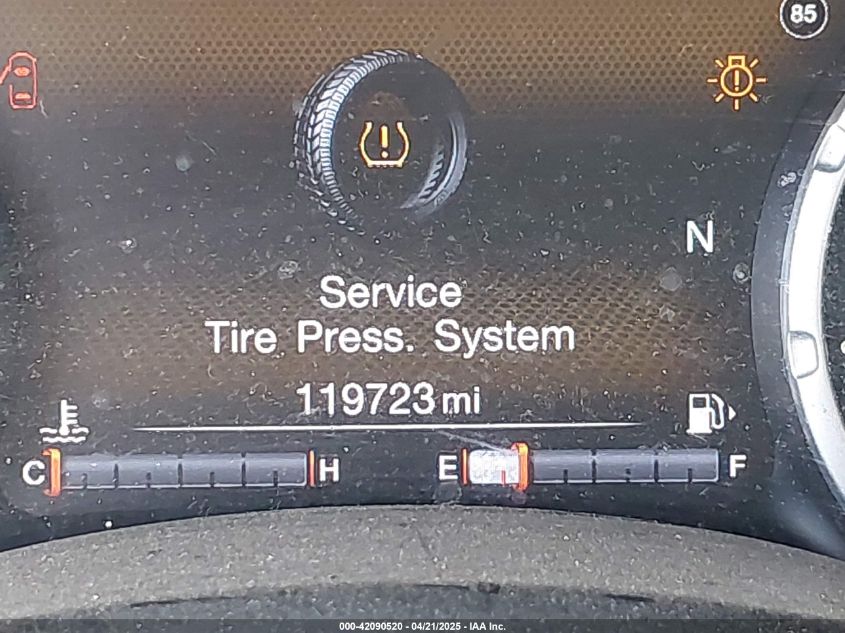 85
N
Service
Tire Press. System
119723 mi
C H E F
000-42090520 - 04/21/2025 - IAA Inc.